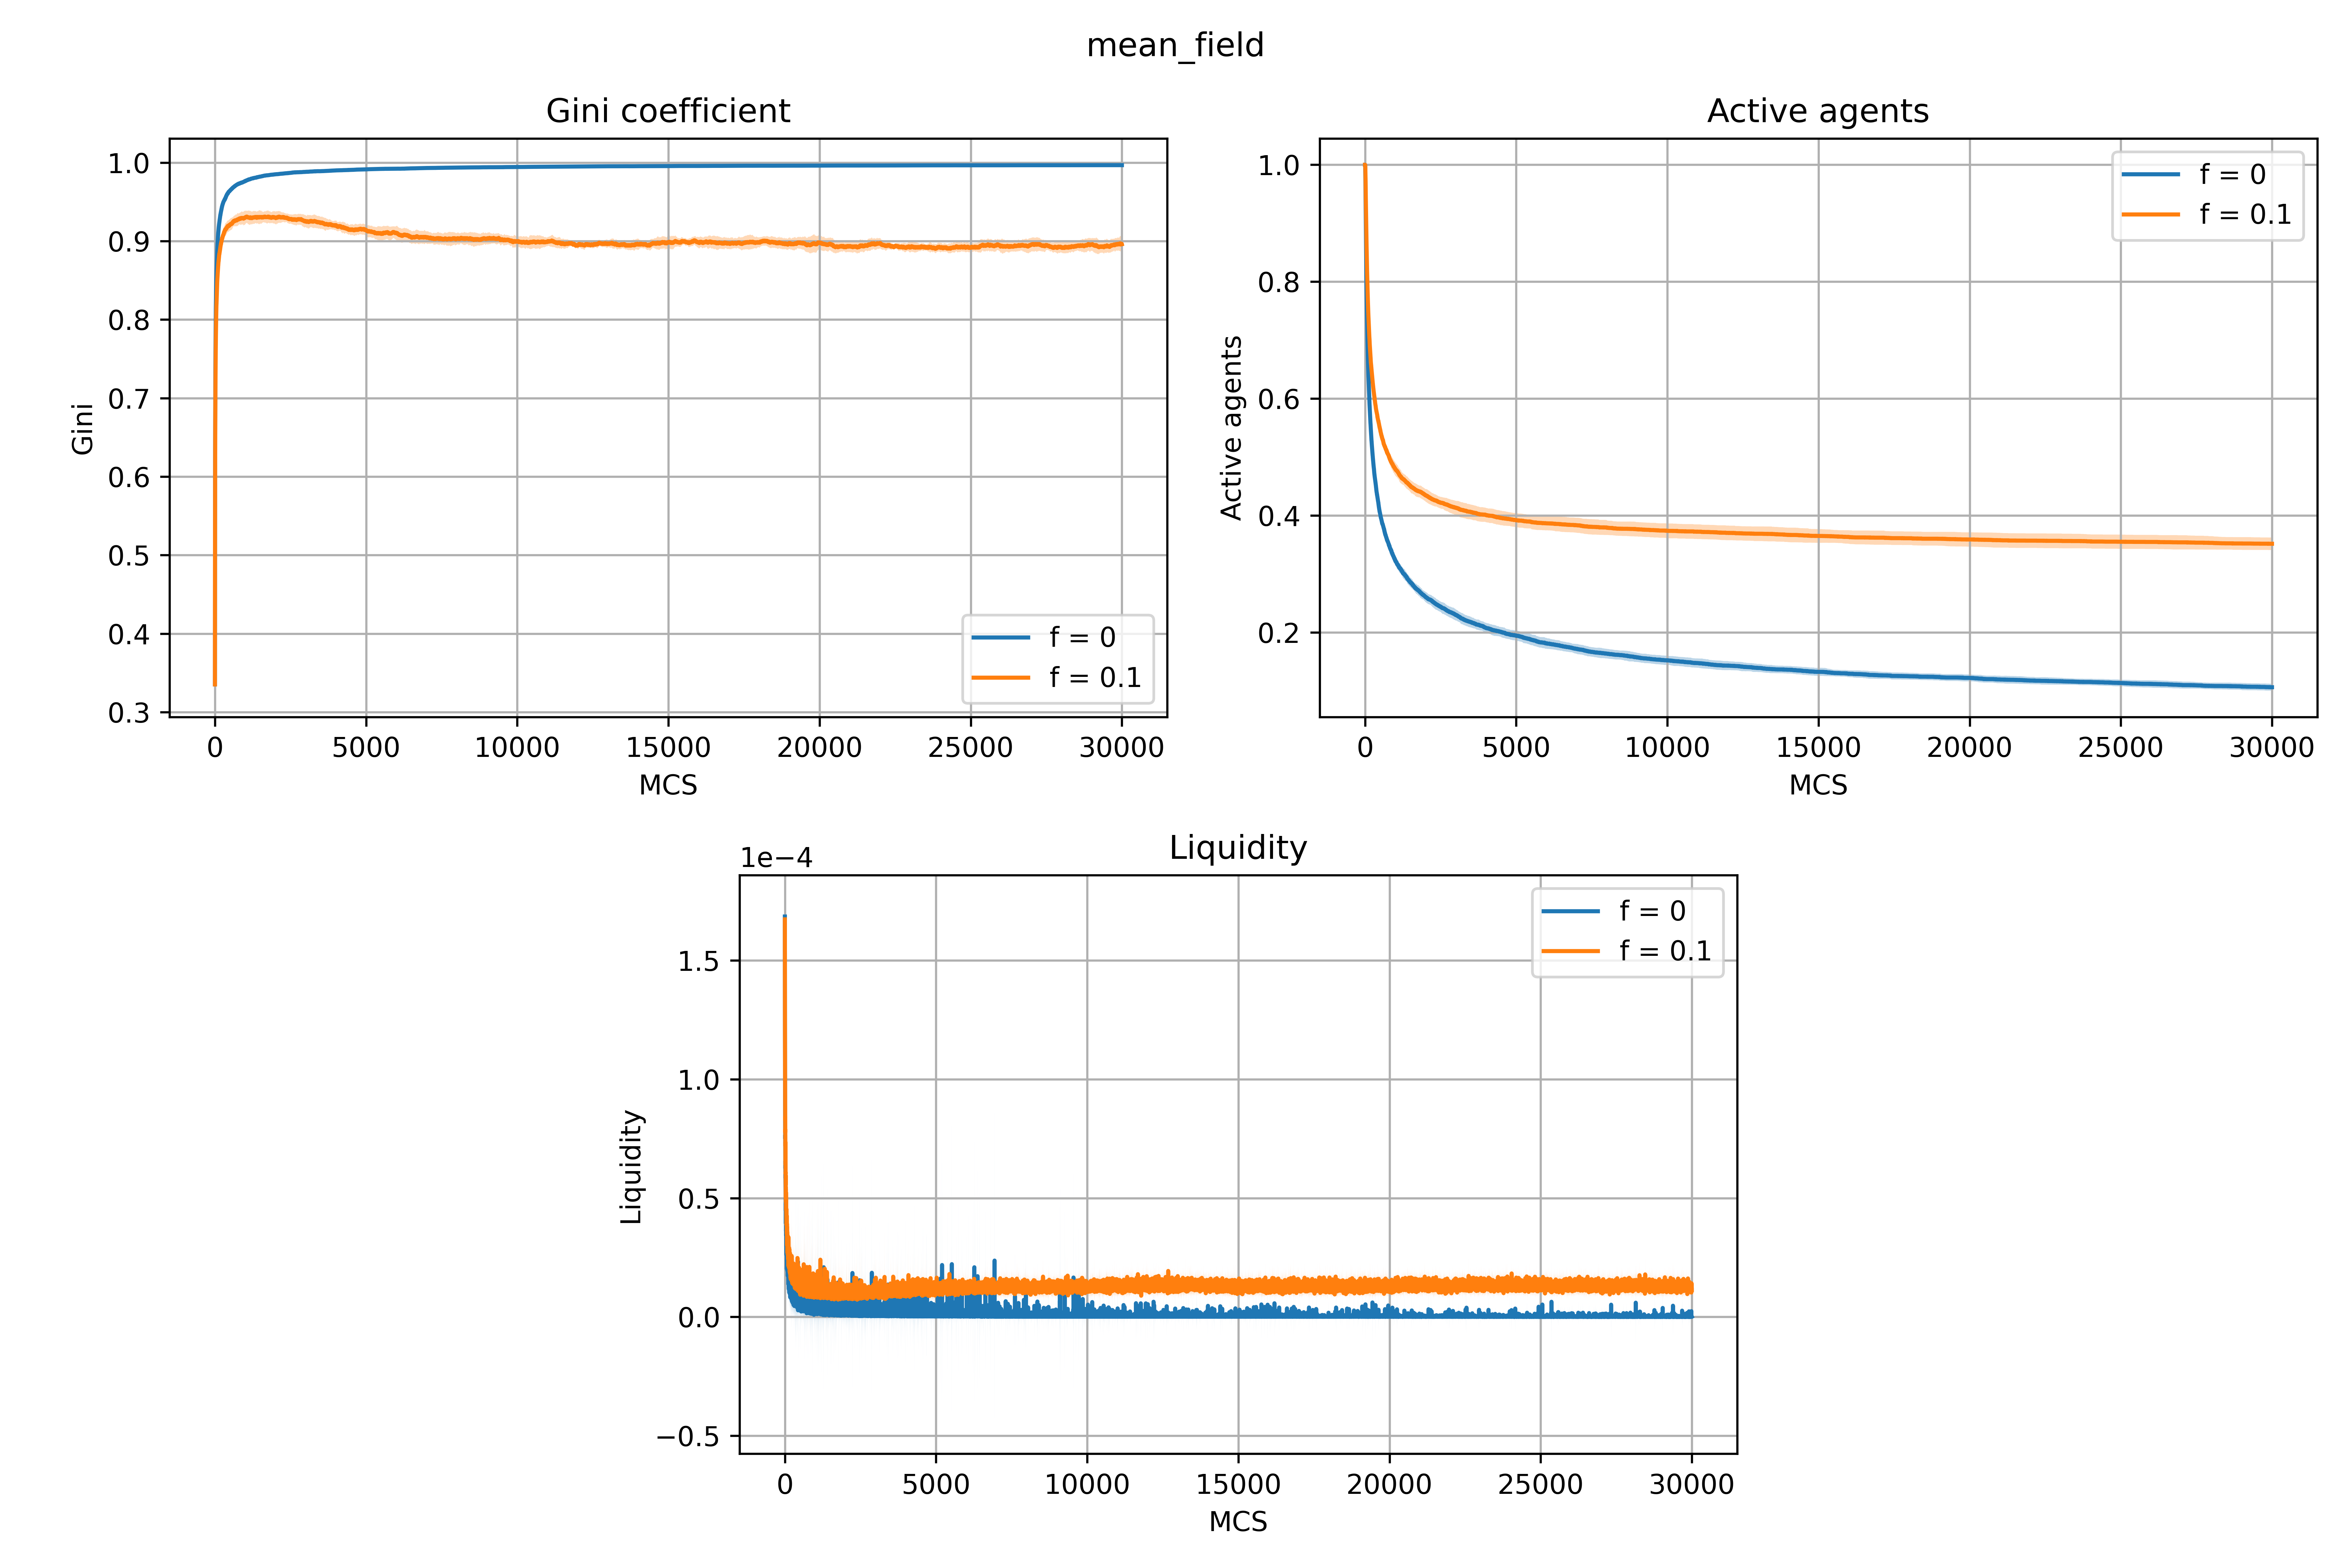 mean_field
Gini coefficient
Gini
1.0
0.9
0.8
0.7
0.6
0.5
0.4
0.3
f = 0
f = 0.1
0 5000 10000 15000 20000 25000 30000
MCS
Active agents
Active agents
1.0
0.8
0.6
0.4
0.2
f = 0
f = 0.1
0 5000 10000 15000 20000 25000 30000
MCS
Liquidity
1e−4
Liquidity
1.5
1.0
0.5
0.0
−0.5
f = 0
f = 0.1
0 5000 10000 15000 20000 25000 30000
MCS